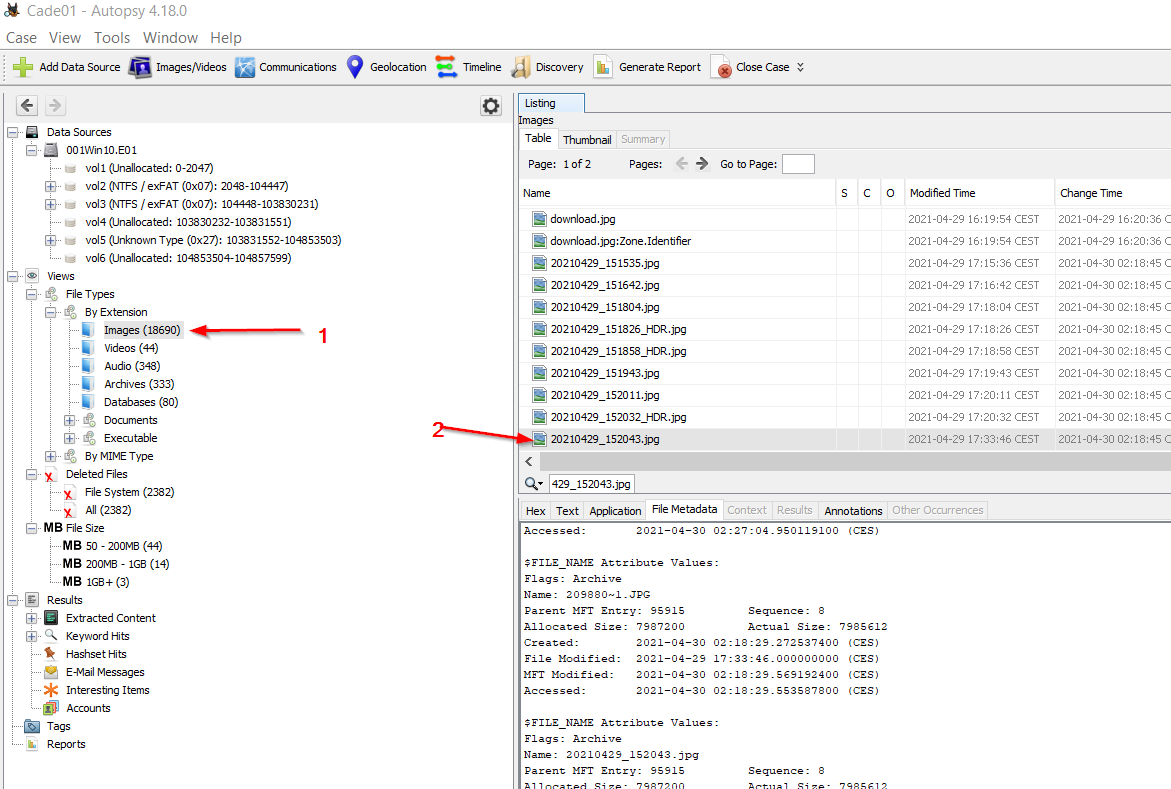 Cade01 - Autopsy 4.18.0
Case View Tools Window Help
Add Data Source Images/Videos Communications Geolocation Timeline Discovery Generate Report Close Case
Data Sources
001Win10.E01
vol1 (Unallocated: 0-2047)
vol2 (NTFS / exFAT (0x07): 2048-104447)
vol3 (NTFS / exFAT (0x07): 104448-103830231)
vol4 (Unallocated: 103830232-103831551)
vol5 (Unknown Type (0x27): 103831552-104853503)
vol6 (Unallocated: 104853504-104857599)
Views
File Types
By Extension
Images (18690)
1
Videos (44)
Audio (348)
Archives (333)
Databases (80)
Documents
Executable
By MIME Type
Deleted Files
File System (2382)
All (2382)
MB File Size
MB 50 - 200MB (44)
MB 200MB - 1GB (14)
MB 1GB+ (3)
Results
Extracted Content
Keyword Hits
Hashset Hits
E-Mail Messages
Interesting Items
Accounts
Tags
Reports
Listing
Images
Table Thumbnail Summary
Page: 1 of 2 Pages: Go to Page:
Name S C O Modified Time Change Time
download.jpg 2021-04-29 16:19:54 CEST 2021-04-29 16:20:36 C
download.jpg:Zone.Identifier 2021-04-29 16:19:54 CEST 2021-04-29 16:20:36 C
20210429_151535.jpg 2021-04-29 17:15:36 CEST 2021-04-30 02:18:45 C
20210429_151642.jpg 2021-04-29 17:16:42 CEST 2021-04-30 02:18:45 C
20210429_151804.jpg 2021-04-29 17:18:04 CEST 2021-04-30 02:18:45 C
20210429_151826_HDR.jpg 2021-04-29 17:18:26 CEST 2021-04-30 02:18:45 C
20210429_151858_HDR.jpg 2021-04-29 17:18:58 CEST 2021-04-30 02:18:45 C
20210429_151943.jpg 2021-04-29 17:19:43 CEST 2021-04-30 02:18:45 C
20210429_152011.jpg 2021-04-29 17:20:11 CEST 2021-04-30 02:18:45 C
20210429_152032_HDR.jpg 2021-04-29 17:20:32 CEST 2021-04-30 02:18:45 C
2
20210429_152043.jpg 2021-04-29 17:33:46 CEST 2021-04-30 02:18:45 C
429_152043.jpg
Hex Text Application File Metadata Context Results Annotations Other Occurrences
Accessed: 2021-04-30 02:27:04.950119100 (CES)
$FILE_NAME Attribute Values:
Flags: Archive
Name: 209880~1.JPG
Parent MFT Entry: 95915 Sequence: 8
Allocated Size: 7987200 Actual Size: 7985612
Created: 2021-04-30 02:18:29.272537400 (CES)
File Modified: 2021-04-29 17:33:46.000000000 (CES)
MFT Modified: 2021-04-30 02:18:29.569192400 (CES)
Accessed: 2021-04-30 02:18:29.553587800 (CES)
$FILE_NAME Attribute Values:
Flags: Archive
Name: 20210429_152043.jpg
Parent MFT Entry: 95915 Sequence: 8
Allocated Size: 7987200 Actual Size: 7985612